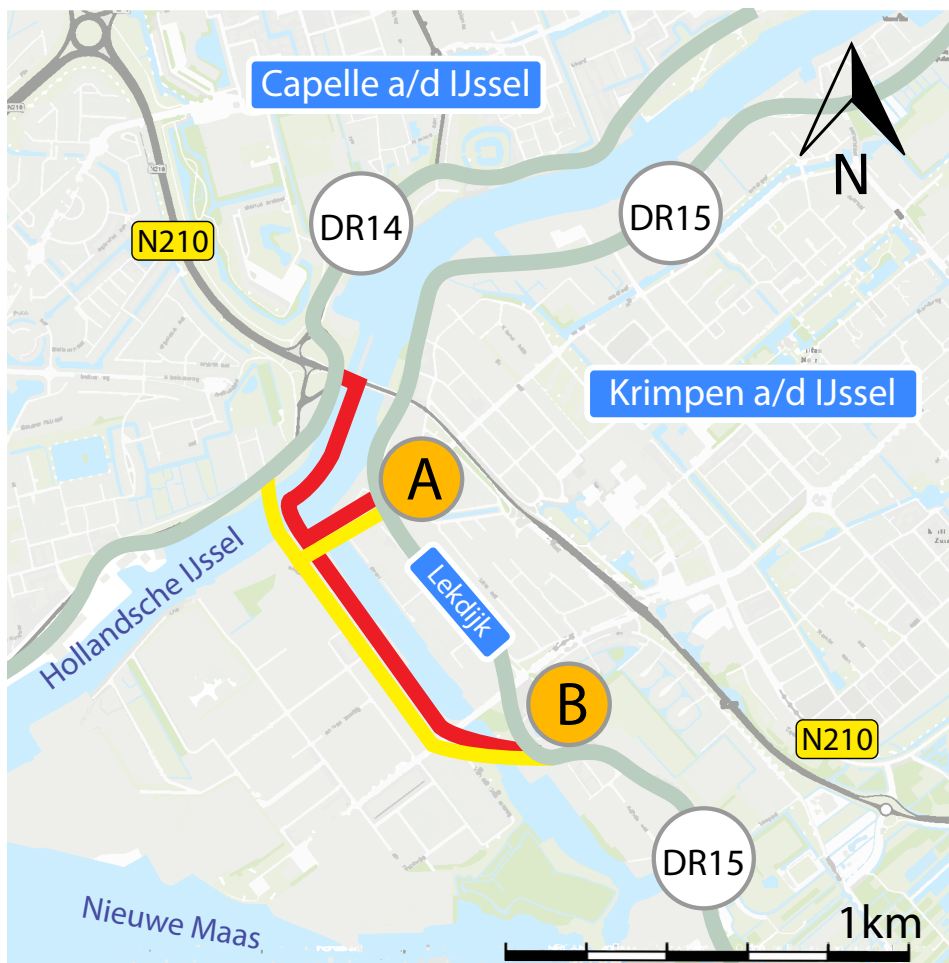 Capelle a/d IJssel
N
DR14
DR15
N210
Krimpen a/d IJssel
A
Hollandsche IJssel
Lekdijk
B
N210
DR15
Nieuwe Maas
1km